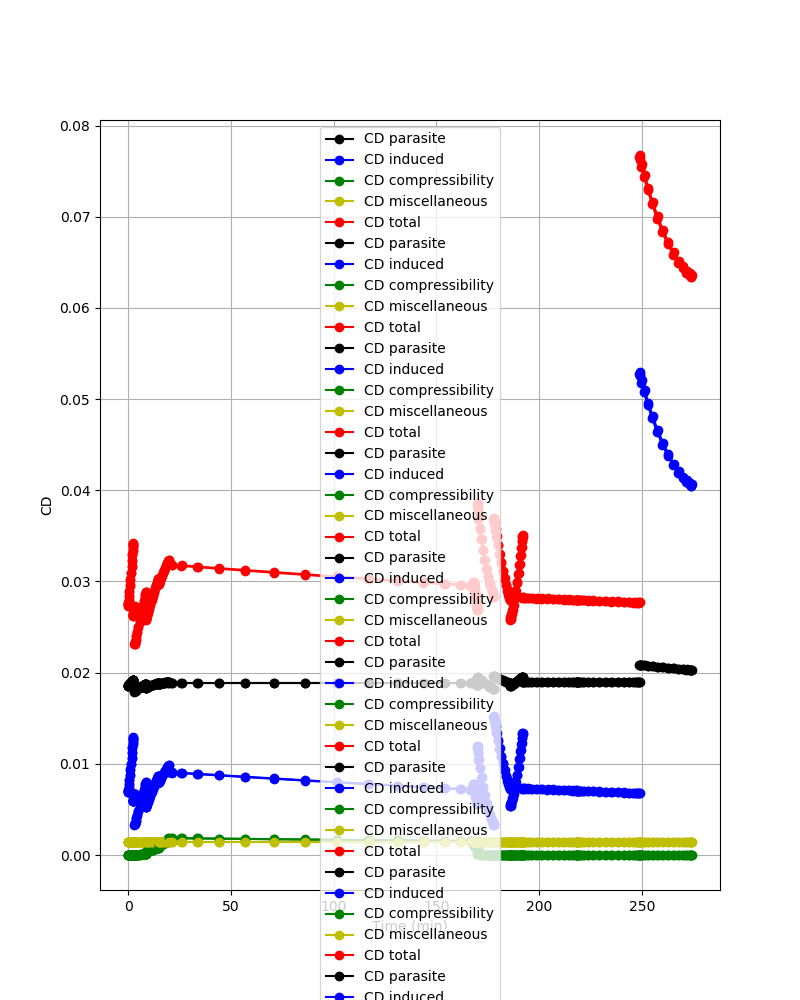 0.08
0.07
0.06
0.05
0.04
0.03
0.02
0.01
0.00
CD
0
50
100
150
200
250
Time (min)
CD parasite
CD induced
CD compressibility
CD miscellaneous
CD total
CD parasite
CD induced
CD compressibility
CD miscellaneous
CD total
CD parasite
CD induced
CD compressibility
CD miscellaneous
CD total
CD parasite
CD induced
CD compressibility
CD miscellaneous
CD total
CD parasite
CD induced
CD compressibility
CD miscellaneous
CD total
CD parasite
CD induced
CD compressibility
CD miscellaneous
CD total
CD parasite
CD induced
CD compressibility
CD miscellaneous
CD total
CD parasite
CD induced
CD compressibility
CD miscellaneous
CD total
CD parasite
CD induced